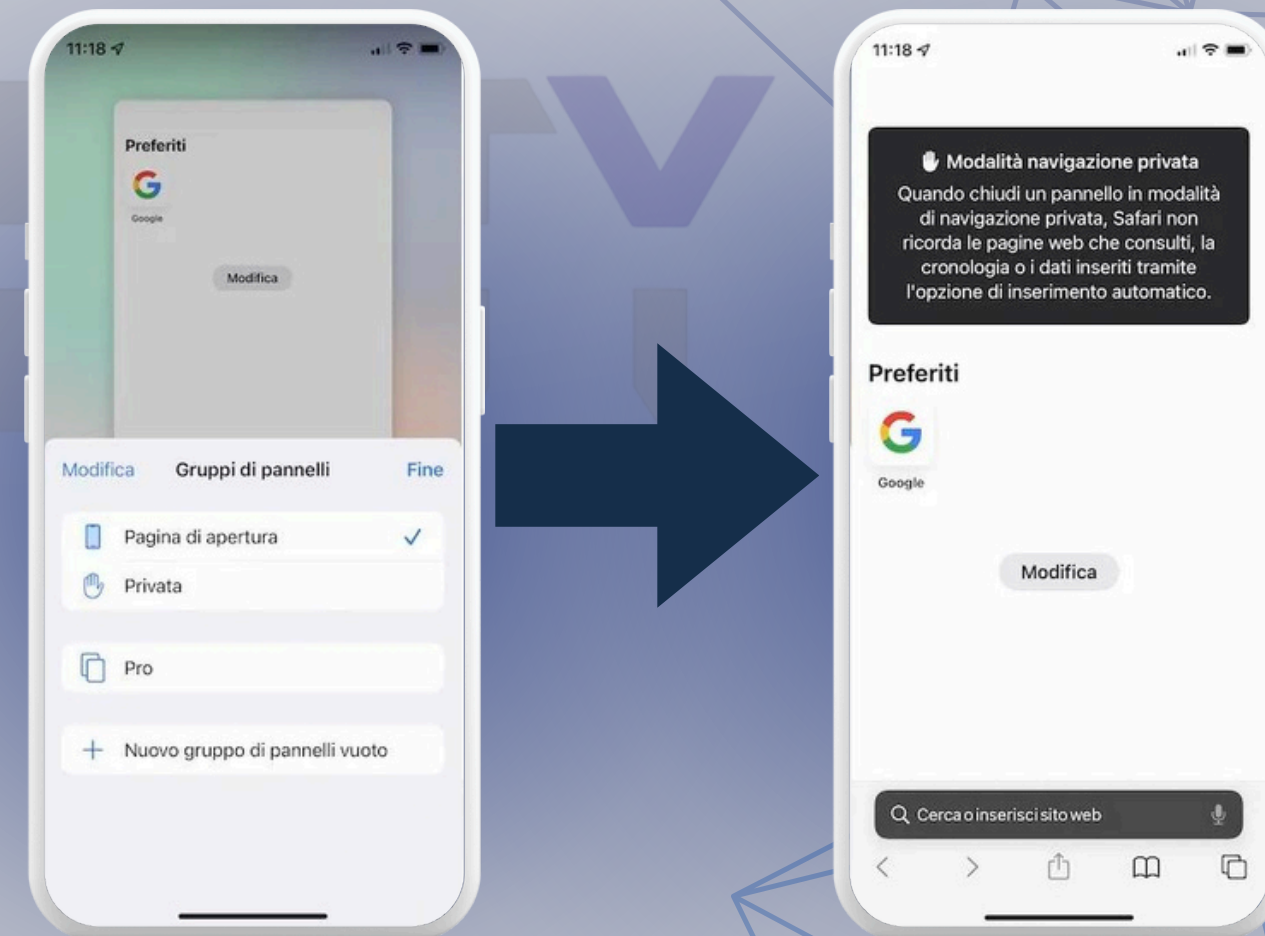 11:18
Preferiti
Google
Modifica
Modifica Gruppi di pannelli Fine
Pagina di apertura
Privata
Pro
Nuovo gruppo di pannelli vuoto
11:18
Modalità navigazione privata
Quando chiudi un pannello in modalità
di navigazione privata, Safari non
ricorda le pagine web che consulti, la
cronologia o i dati inseriti tramite
l'opzione di inserimento automatico.
Preferiti
Google
Modifica
Cerca o inserisci sito web